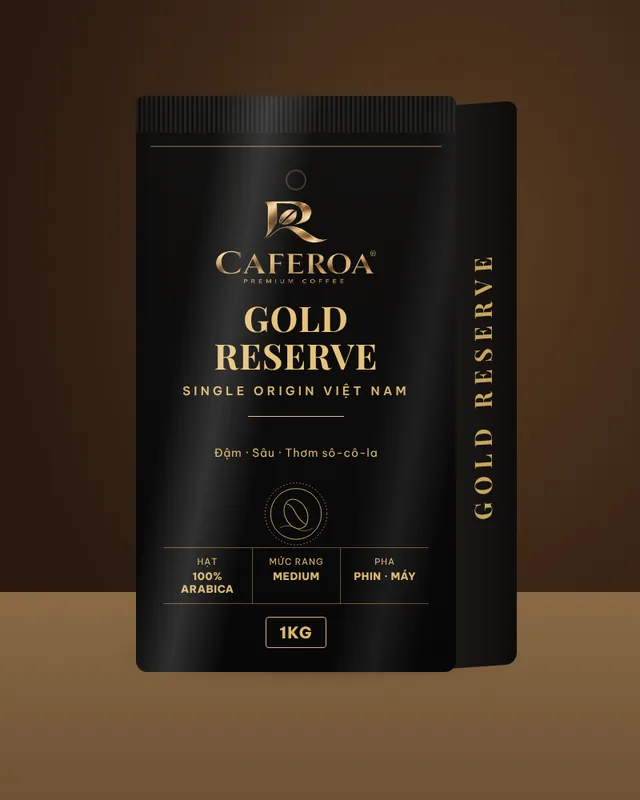 R
CAFEROA®
PREMIUM COFFEE
GOLD
RESERVE
SINGLE ORIGIN VIỆT NAM
Đậm · Sâu · Thơm sô-cô-la
HẠT
100%
ARABICA
MỨC RANG
MEDIUM
PHA
PHIN · MÁY
1KG
GOLD RESERVE